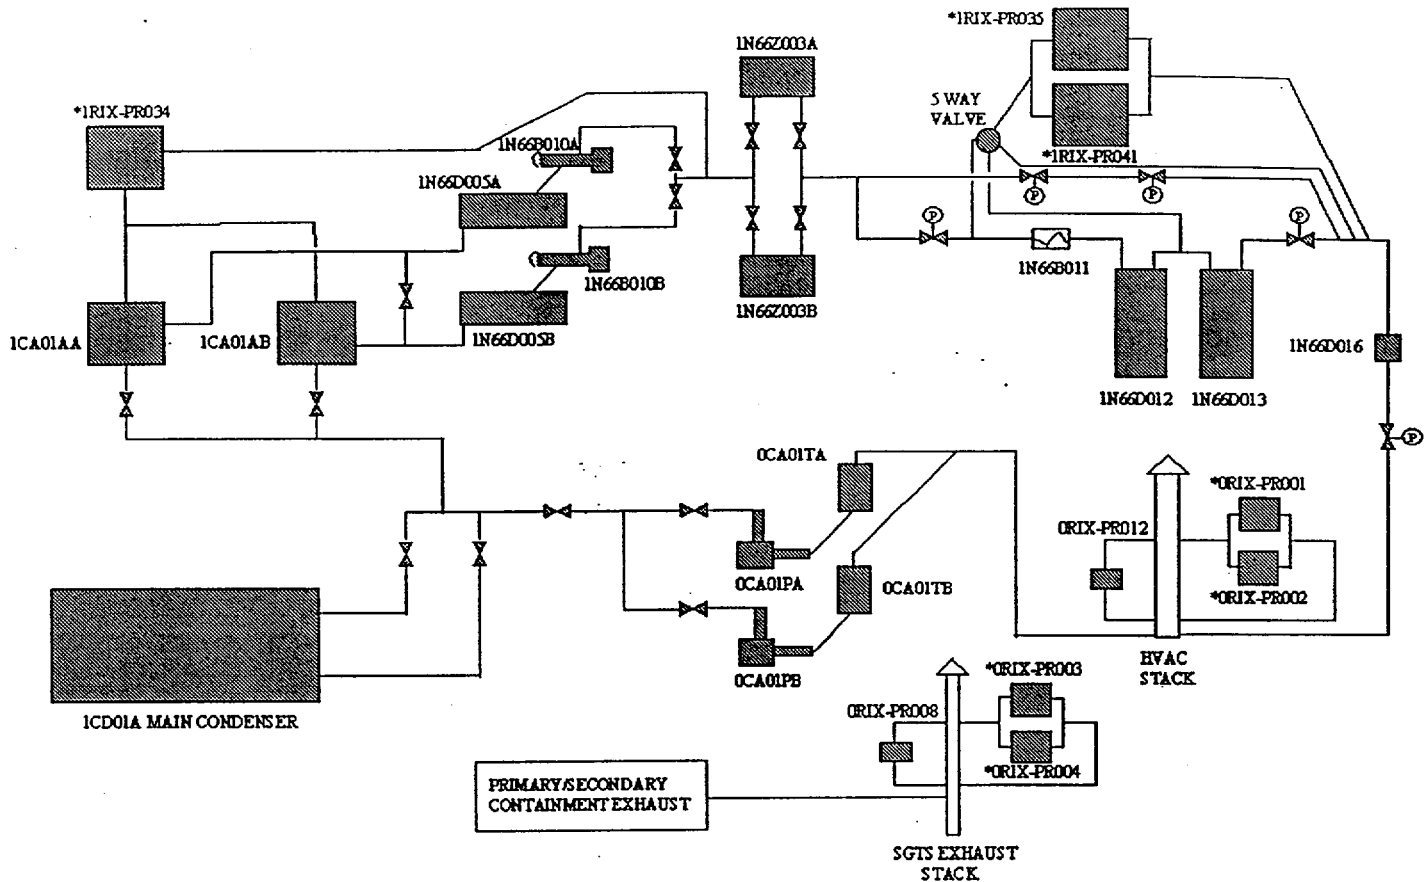 *1RIX-PR035
1N66Z003A
5 WAY
VALVE
*1RIX-PR034
1N66B010A
*1RIX-PR041
1N66D005A
P
P
P
P
1N66B011
1N66B010B
1N66Z003B
1CA01AA
1CA01AB
1N66D005B
1N66D016
1N66D012
1N66D013
P
0CA01TA
*0RIX-PR001
0RIX-PR012
0CA01PA
0CA01TB
*0RIX-PR002
HVAC
STACK
0CA01PB
*0RIX-PR003
0RIX-PR008
1CD01A MAIN CONDENSER
*0RIX-PR004
PRIMARY/SECONDARY
CONTAINMENT EXHAUST
SGTS EXHAUST
STACK